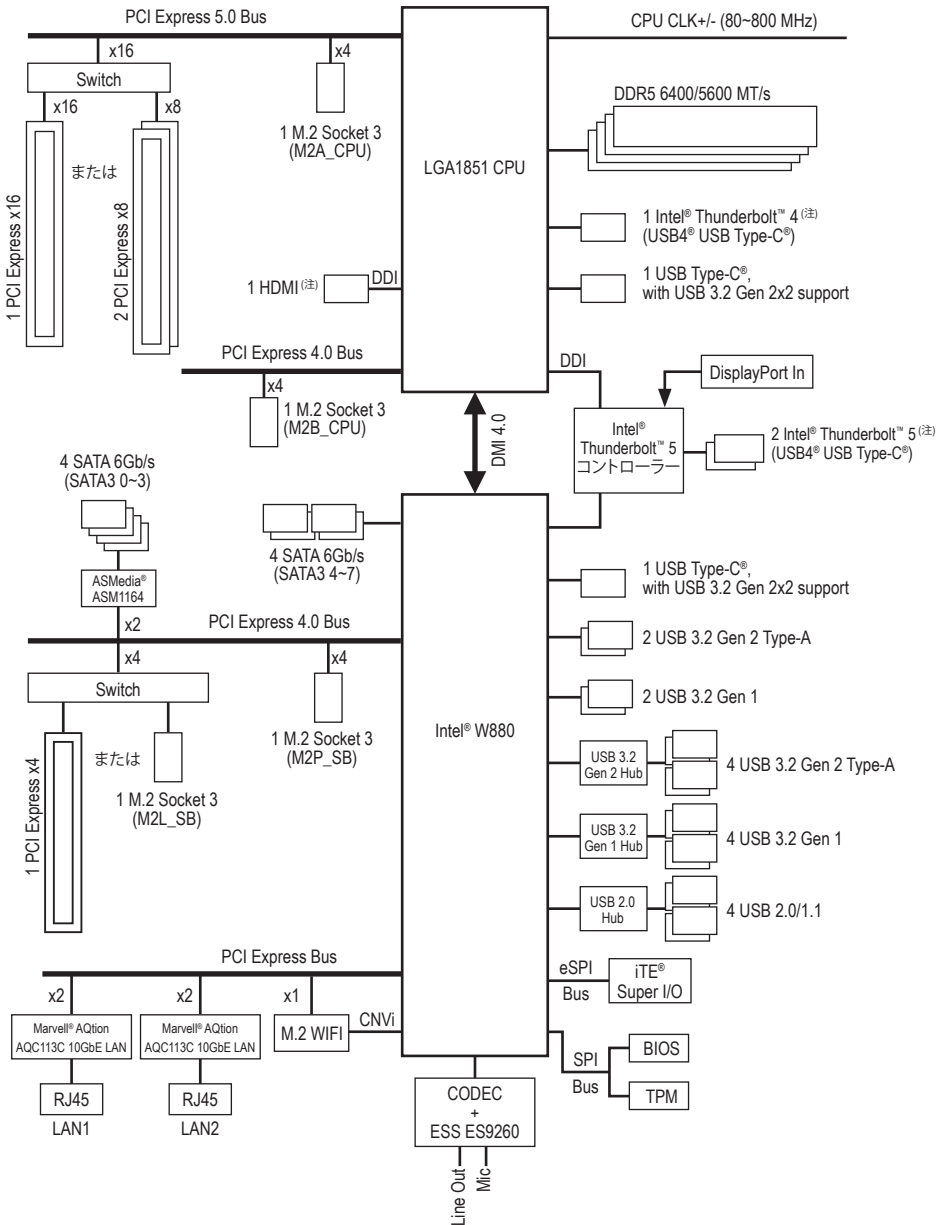 PCI Express 5.0 Bus
CPU CLK+/- (80~800 MHz)
x16
x4
Switch
x16
x8
DDR5 6400/5600 MT/s
1 M.2 Socket 3
(M2A_CPU)
または
LGA1851 CPU
1 PCI Express x16
2 PCI Express x8
1 Intel® Thunderbolt™ 4 (注)
(USB4® USB Type-C®)
1 HDMI (注)
DDI
1 USB Type-C®,
with USB 3.2 Gen 2x2 support
PCI Express 4.0 Bus
DDI
DisplayPort In
x4
1 M.2 Socket 3
(M2B_CPU)
DMI 4.0
Intel®
Thunderbolt™ 5
コントローラー
2 Intel® Thunderbolt™ 5 (注)
(USB4® USB Type-C®)
4 SATA 6Gb/s
(SATA3 0~3)
4 SATA 6Gb/s
(SATA3 4~7)
ASMedia®
ASM1164
1 USB Type-C®,
with USB 3.2 Gen 2x2 support
x2
PCI Express 4.0 Bus
x4
x4
2 USB 3.2 Gen 2 Type-A
Switch
2 USB 3.2 Gen 1
Intel® W880
1 M.2 Socket 3
(M2P_SB)
または
1 PCI Express x4
1 M.2 Socket 3
(M2L_SB)
USB 3.2
Gen 2 Hub
4 USB 3.2 Gen 2 Type-A
USB 3.2
Gen 1 Hub
4 USB 3.2 Gen 1
USB 2.0
Hub
4 USB 2.0/1.1
PCI Express Bus
eSPI
Bus
iTE®
Super I/O
x2
x2
x1
Marvell® AQtion
AQC113C 10GbE LAN
Marvell® AQtion
AQC113C 10GbE LAN
M.2 WIFI
CNVi
SPI
Bus
BIOS
TPM
RJ45
LAN1
RJ45
LAN2
CODEC
+
ESS ES9260
Line Out
Mic